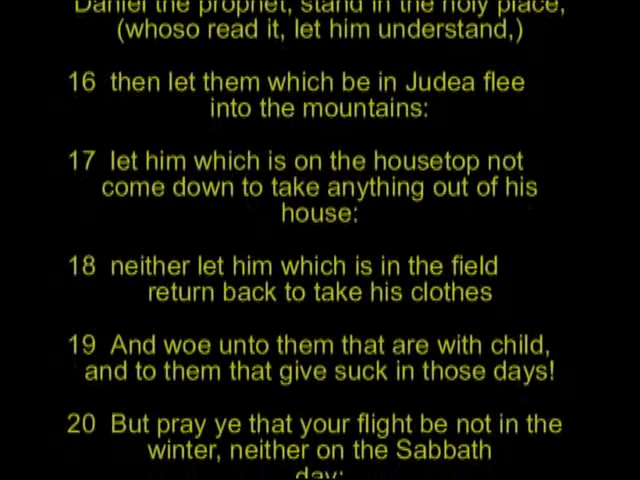 Daniel the prophet, stand in the holy place,
(whoso read it, let him understand,)
16 then let them which be in Judea flee
into the mountains:
17 let him which is on the housetop not
come down to take anything out of his
house:
18 neither let him which is in the field
return back to take his clothes
19 And woe unto them that are with child,
and to them that give suck in those days!
20 But pray ye that your flight be not in the
winter, neither on the Sabbath
day: